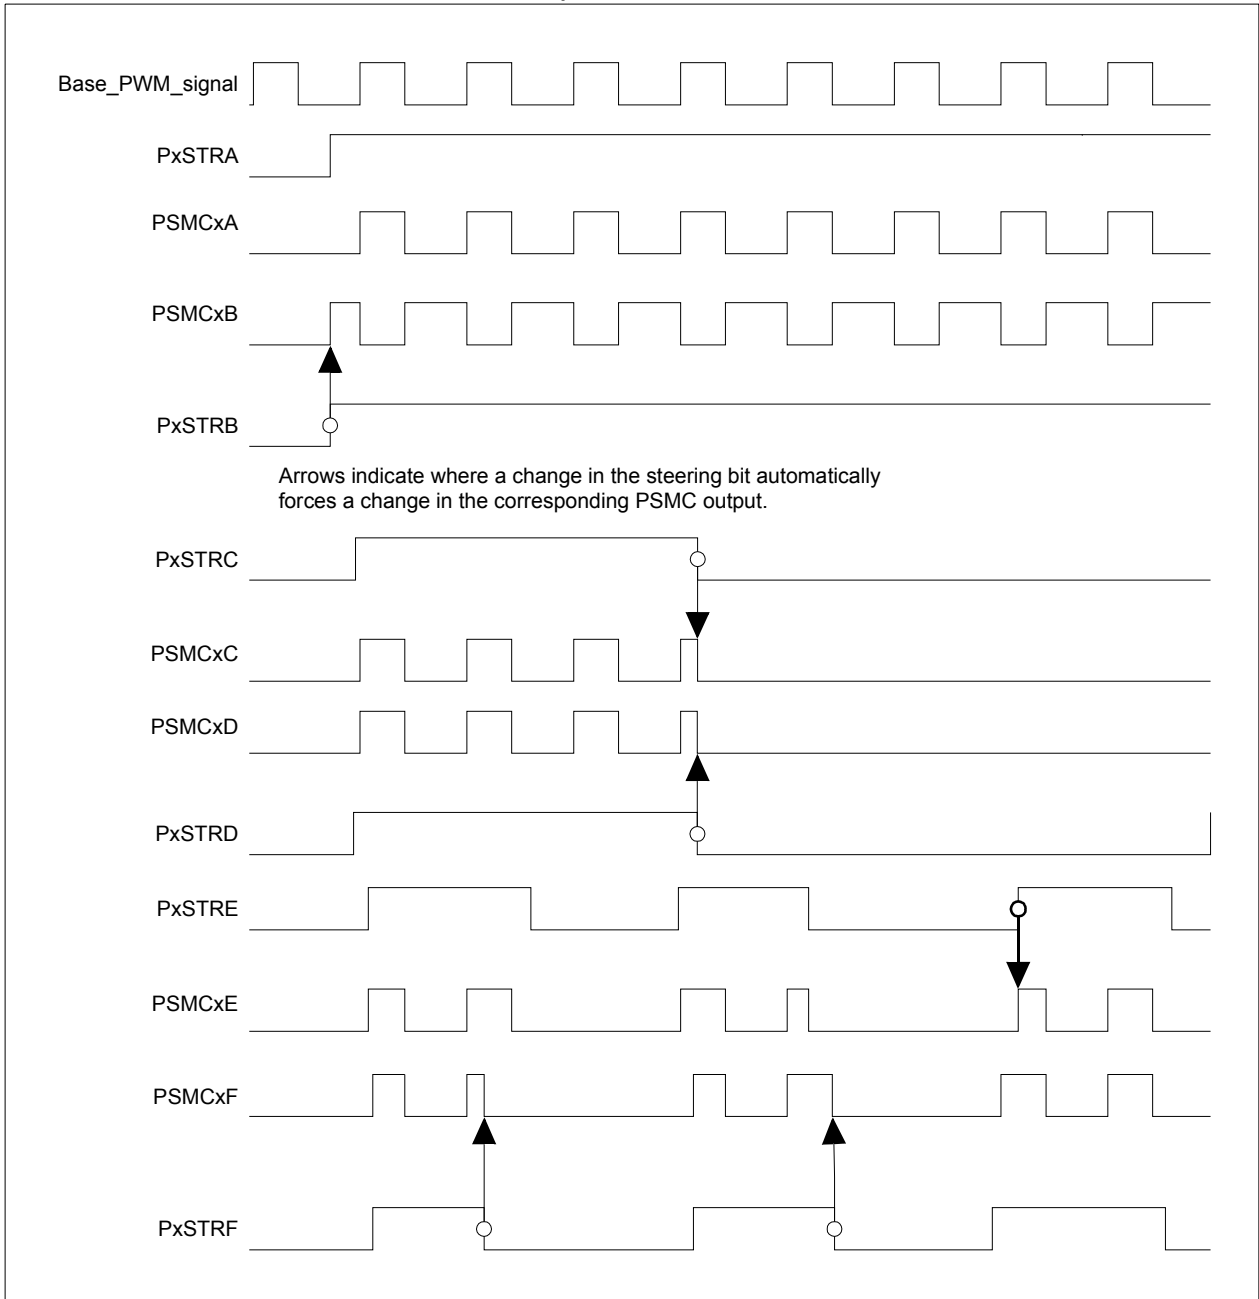 Base_PWM_signal
PxSTRA
PSMCxA
PSMCxB
PxSTRB
Arrows indicate where a change in the steering bit automatically
forces a change in the corresponding PSMC output.
PxSTRC
PSMCxC
PSMCxD
PxSTRD
PxSTRE
PSMCxE
PSMCxF
PxSTRF